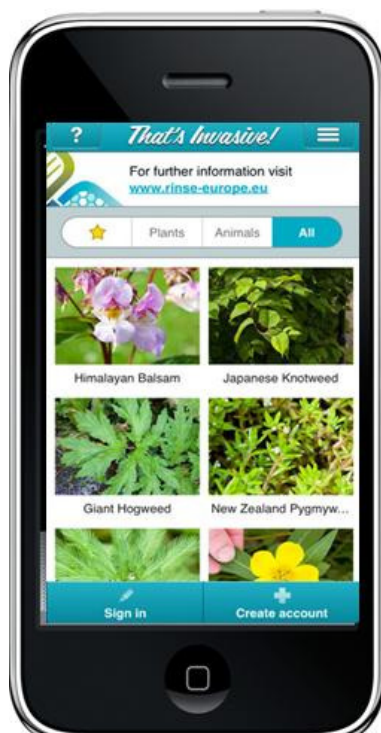 ?
That's Invasive!
For further information visit
www.rinse-europe.eu
Plants
Animals
All
Himalayan Balsam
Japanese Knotweed
Giant Hogweed
New Zealand Pygmyw...
Sign in
Create account